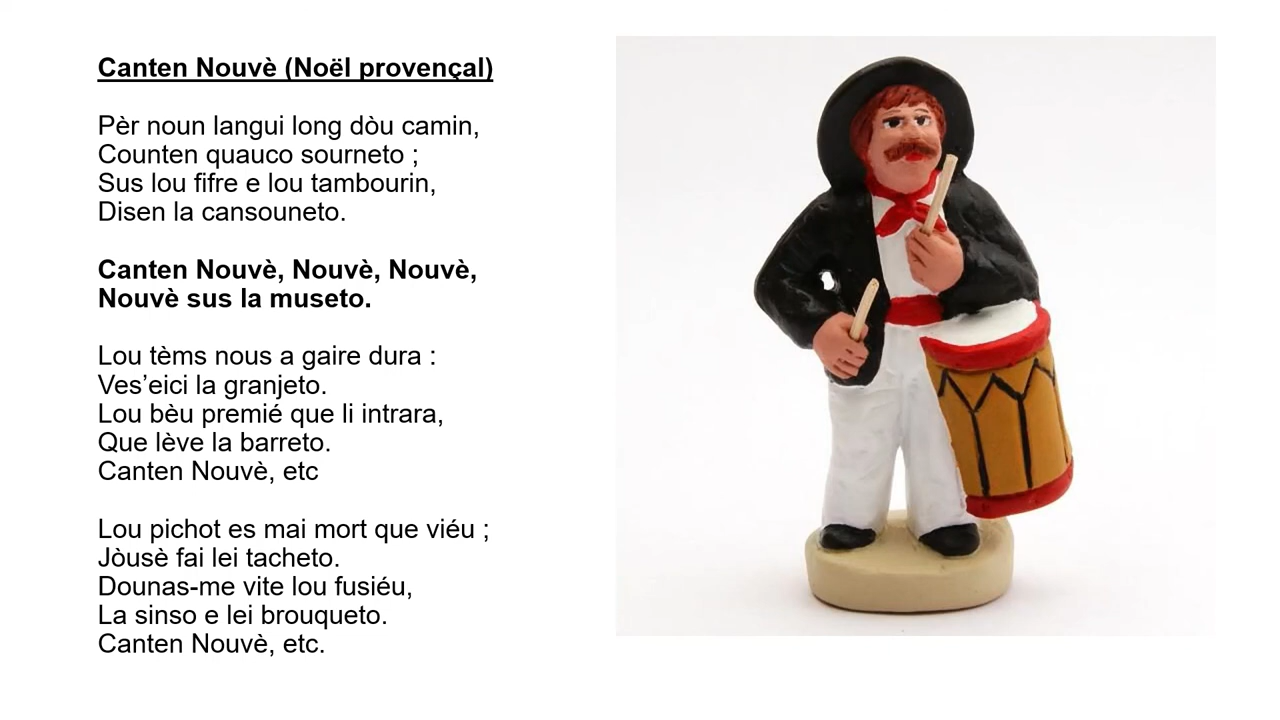 Canten Nouvè (Noël provençal)
Pèr noun langui long dòu camin,
Counten quauco sourneto ;
Sus lou fifre e lou tambourin,
Disen la cansouneto.
Canten Nouvè, Nouvè, Nouvè,
Nouvè sus la museto.
Lou tèms nous a gaire dura :
Ves’eici la granjeto.
Lou bèu premié que li intrara,
Que lève la barreto.
Canten Nouvè, etc
Lou pichot es mai mort que viéu ;
Jòusè fai lei tacheto.
Dounas-me vite lou fusiéu,
La sinso e lei brouqueto.
Canten Nouvè, etc.